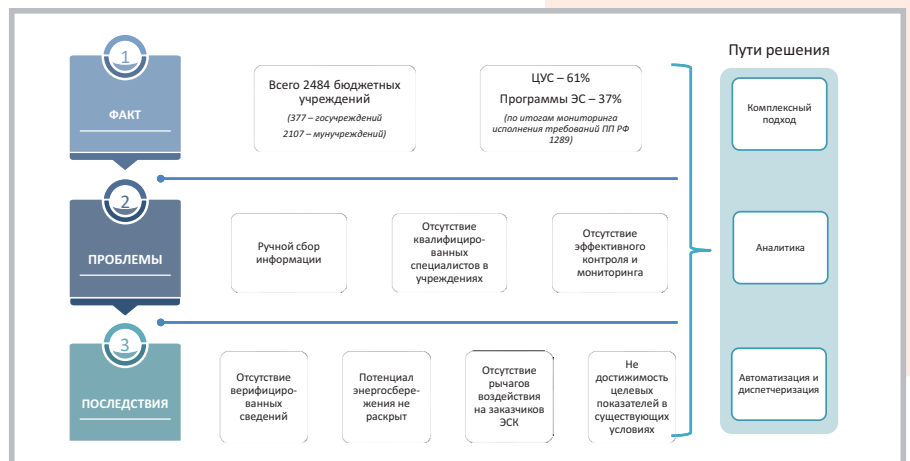 1
ФАКТ
Всего 2484 бюджетных
учреждений
(377 – госучреждений
2107 – мунучреждений)
ЦУС – 61%
Программы ЭС – 37%
(по итогам мониторинга
исполнения требований ПП РФ
1289)
2
ПРОБЛЕМЫ
Ручной сбор
информации
Отсутствие
квалифициро-
ванных
специалистов в
учреждениях
Отсутствие
эффективного
контроля и
мониторинга
3
ПОСЛЕДСТВИЯ
Отсутствие
верифициро-
ванных
сведений
Потенциал
энергосбере-
жения не
раскрыт
Отсутствие
рычагов
воздействия
на заказчиков
ЭСК
Не
достижимость
целевых
показателей в
существующих
условиях
Пути решения
Комплексный
подход
Аналитика
Автоматизация и
диспетчеризация